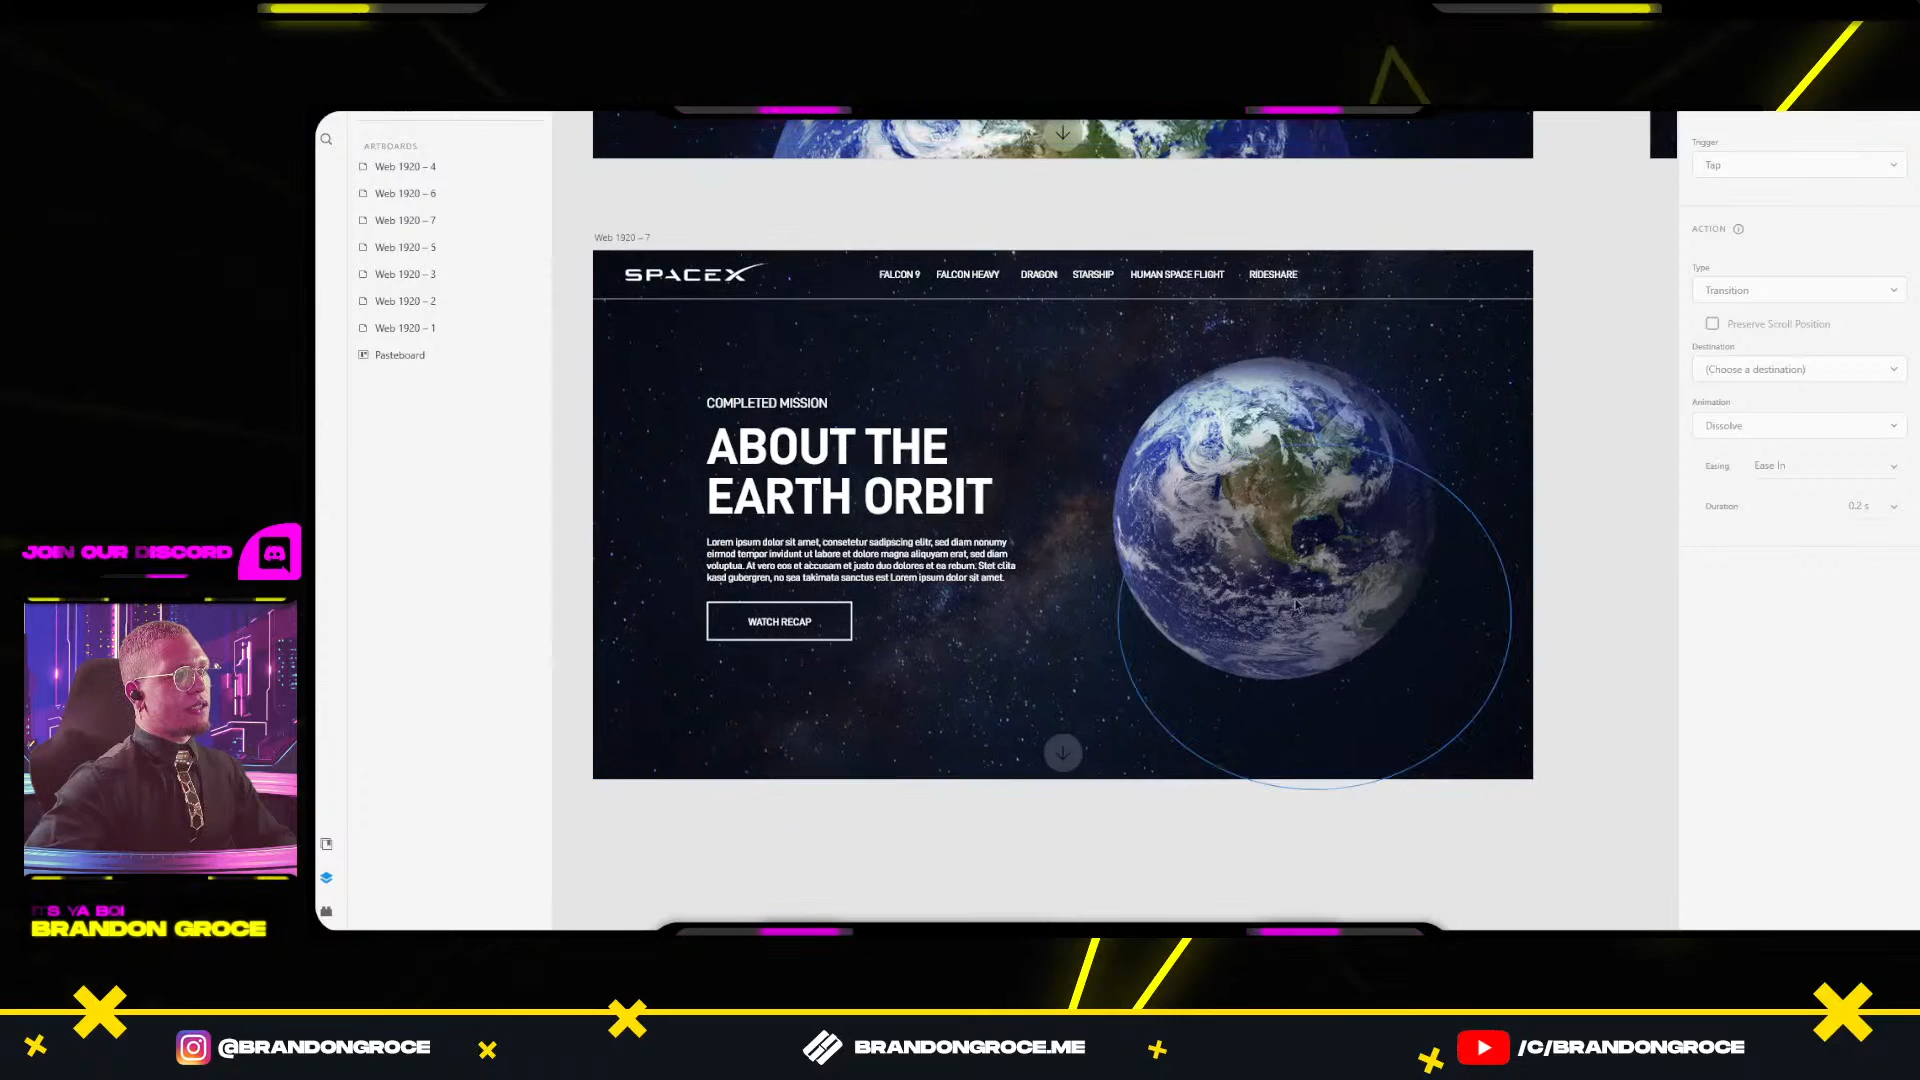 ARTBOARDS
Web 1920 – 4
Web 1920 – 6
Web 1920 – 7
Web 1920 – 5
Web 1920 – 3
Web 1920 – 2
Web 1920 – 1
Pasteboard
Web 1920 – 7
SPACEX
FALCON 9 FALCON HEAVY DRAGON STARSHIP HUMAN SPACE FLIGHT RIDESHARE
COMPLETED MISSION
ABOUT THE
EARTH ORBIT
Lorem ipsum dolor sit amet, consetetur sadipscing elitr, sed diam nonumy
eirmod tempor invidunt ut labore et dolore magna aliquyam erat, sed diam
voluptua. At vero eos et accusam et justo duo dolores et ea rebum. Stet clita
kasd gubergren, no sea takimata sanctus est Lorem ipsum dolor sit amet.
WATCH RECAP
Trigger
Tap
ACTION
Type
Transition
Preserve Scroll Position
Destination
(Choose a destination)
Animation
Dissolve
Easing Ease In
Duration 0.2 s
JOIN OUR DISCORD
IT'S YA BOI
BRANDON GROCE
@BRANDONGROCE
BRANDONGROCE.ME
/C/BRANDONGROCE